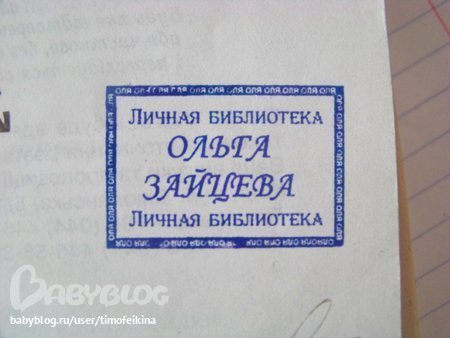 Личная библиотека
ОЛЬГА
ЗАЙЦЕВА
Личная библиотека
BABYBLOG
babyblog.ru/user/timofeikina